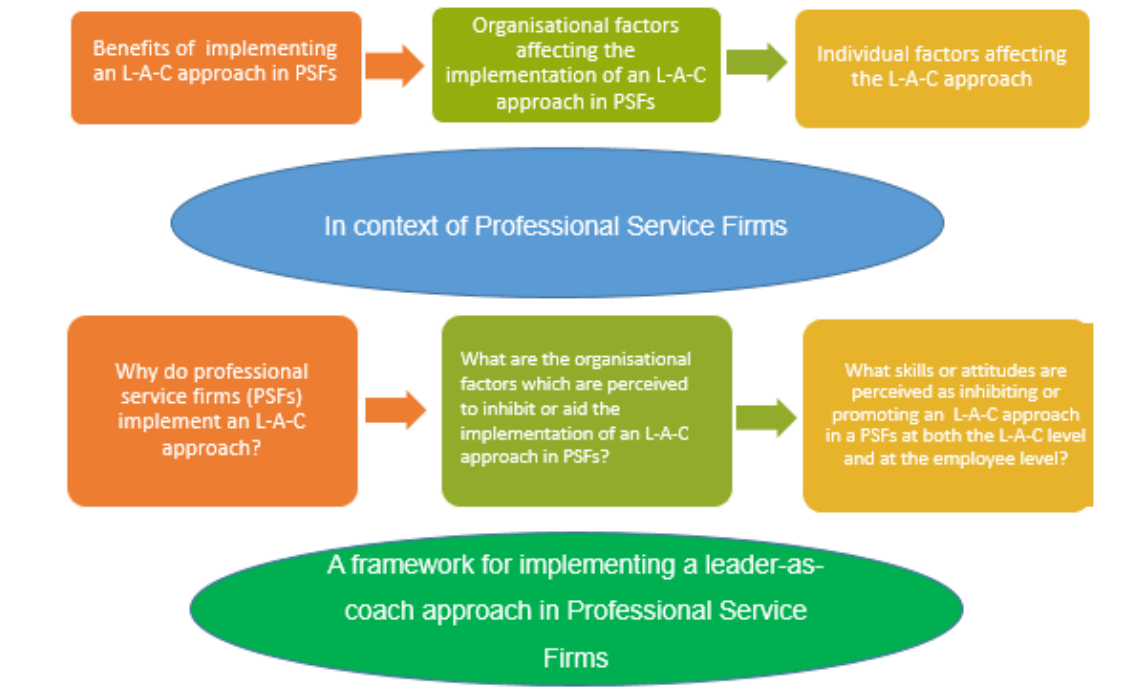 Benefits of implementing
an L-A-C approach in PSFs
Organisational factors
affecting the
implementation of an L-A-C
approach in PSFs
Individual factors affecting
the L-A-C approach
In context of Professional Service Firms
Why do professional
service firms (PSFs)
implement an L-A-C
approach?
What are the organisational
factors which are perceived
to inhibit or aid the
implementation of an L-A-C
approach in PSFs?
What skills or attitudes are
perceived as inhibiting or
promoting an L-A-C approach
in a PSFs at both the L-A-C level
and at the employee level?
A framework for implementing a leader-as-
coach approach in Professional Service
Firms